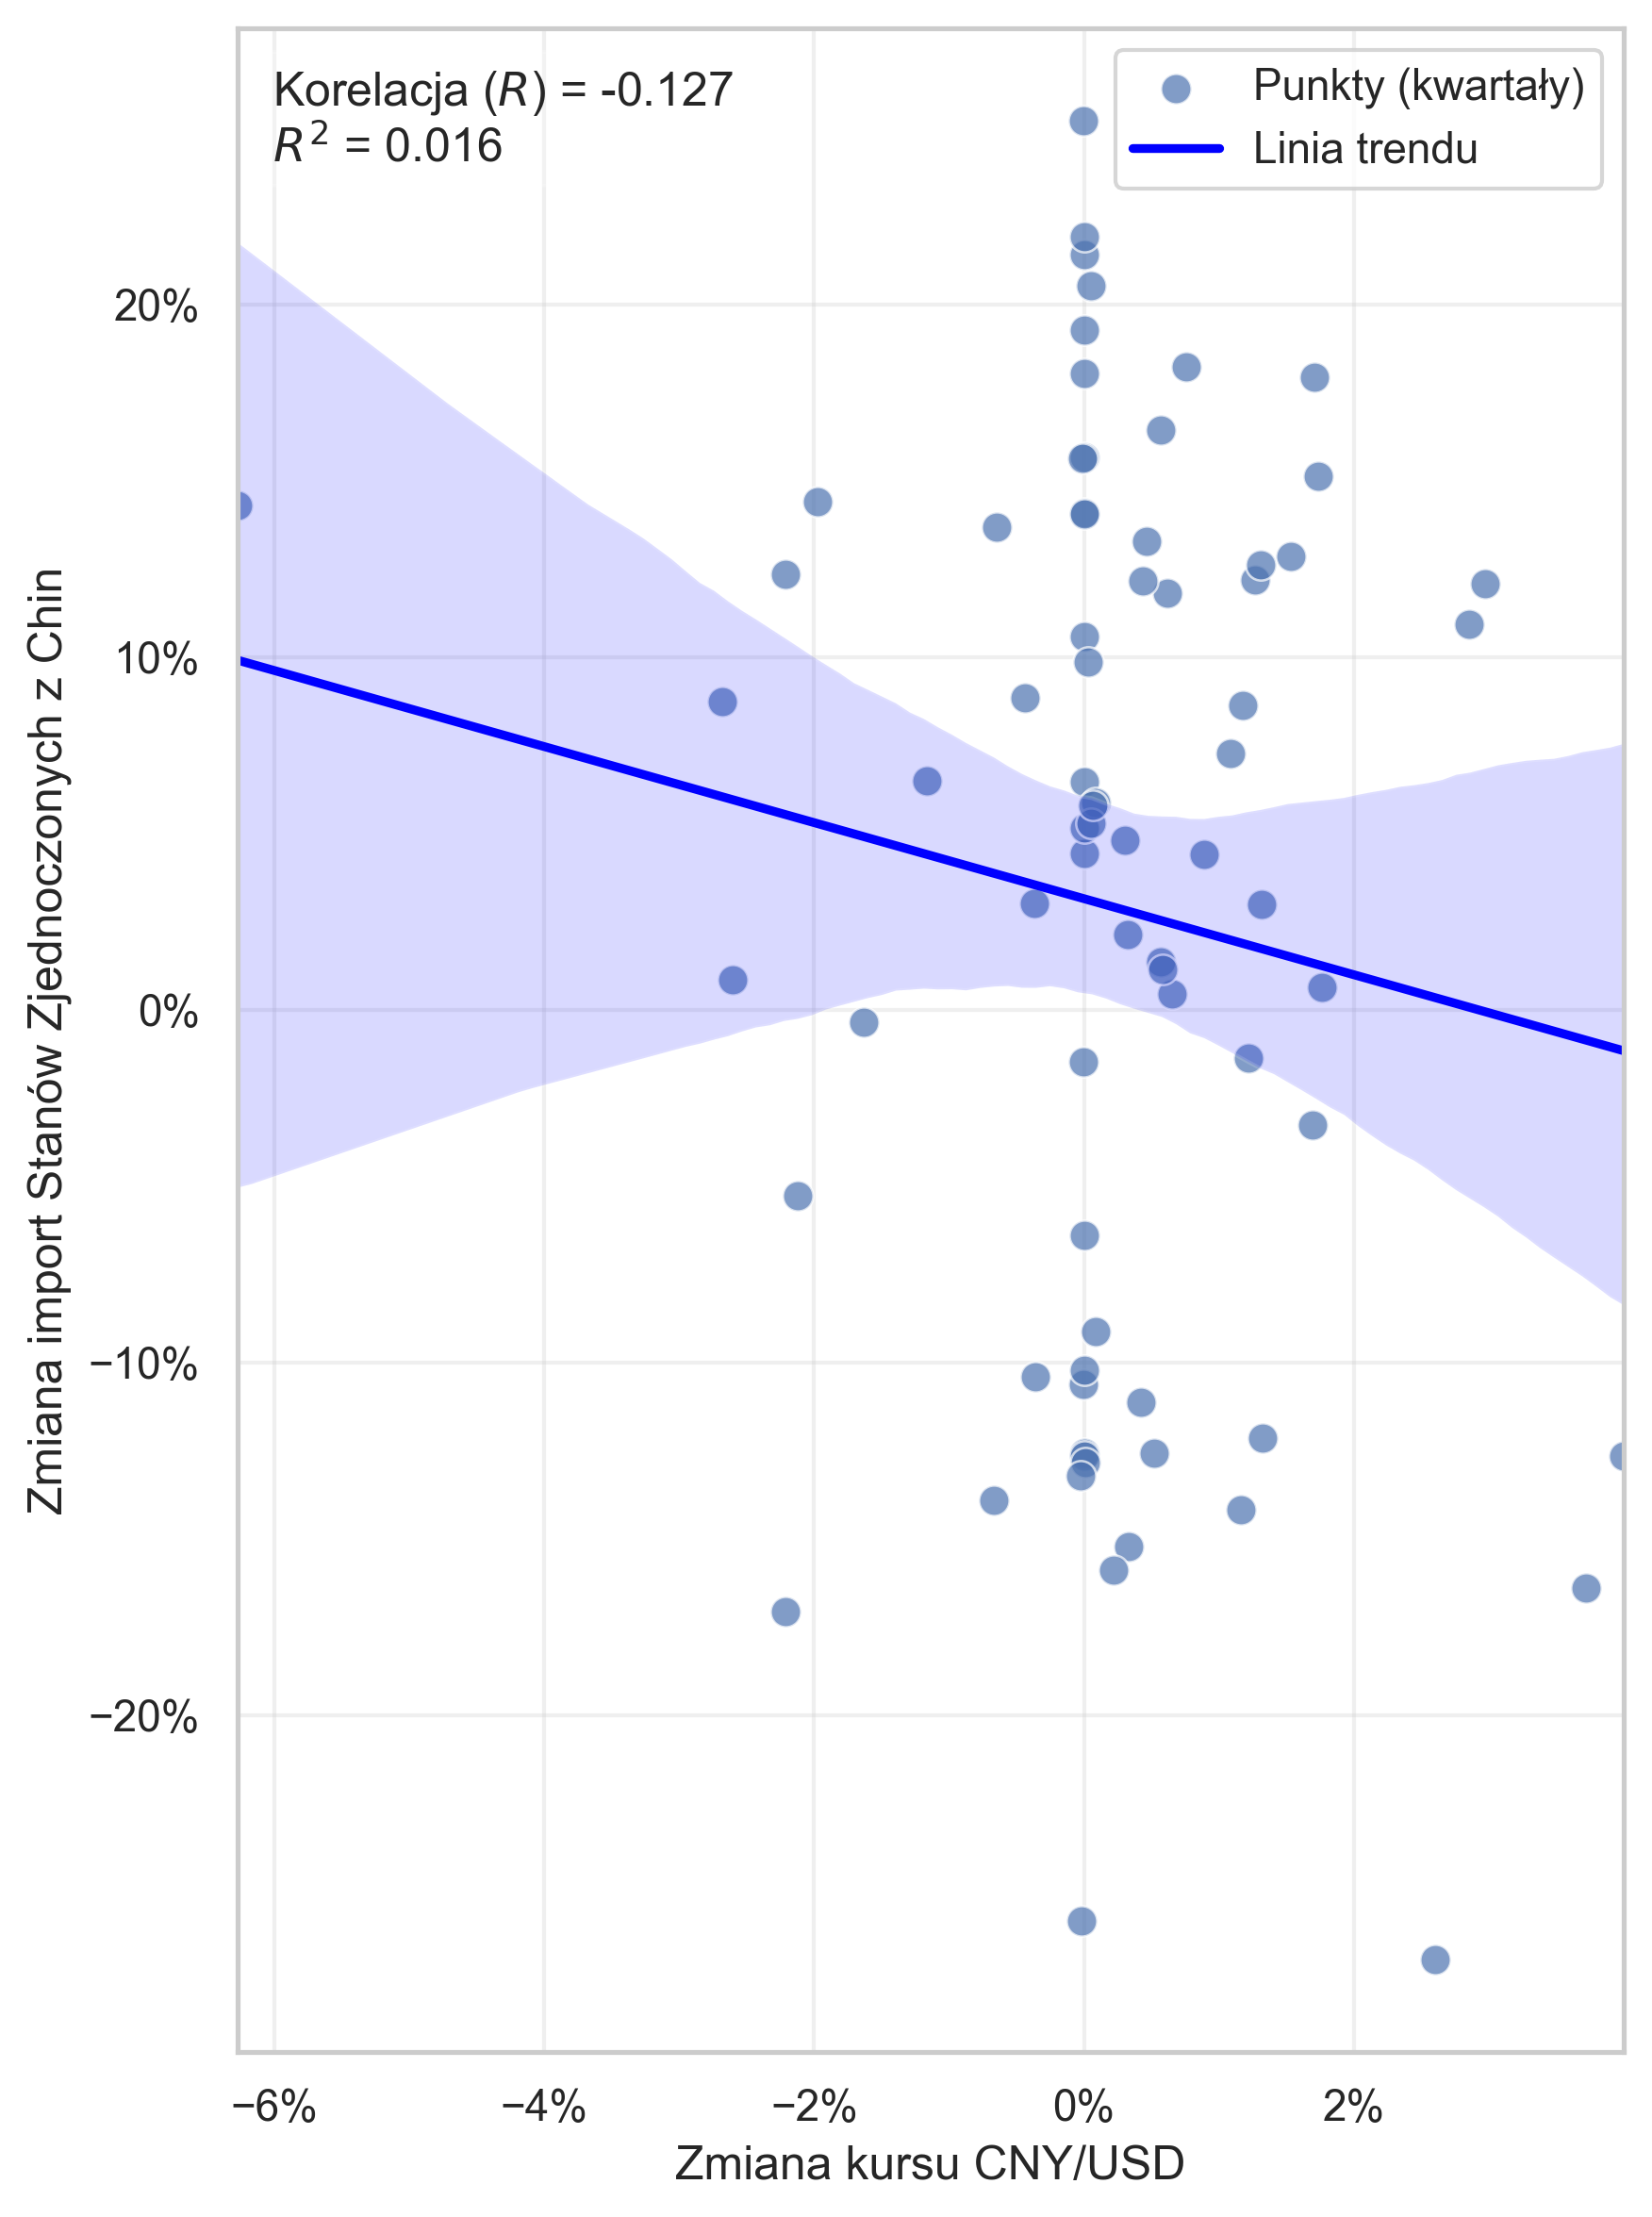 Korelacja (R) = -0.127
R² = 0.016
Punkty (kwartały)
Linia trendu
Zmiana import Stanów Zjednoczonych z Chin
20%
10%
0%
−10%
−20%
−6%
−4%
−2%
0%
2%
Zmiana kursu CNY/USD